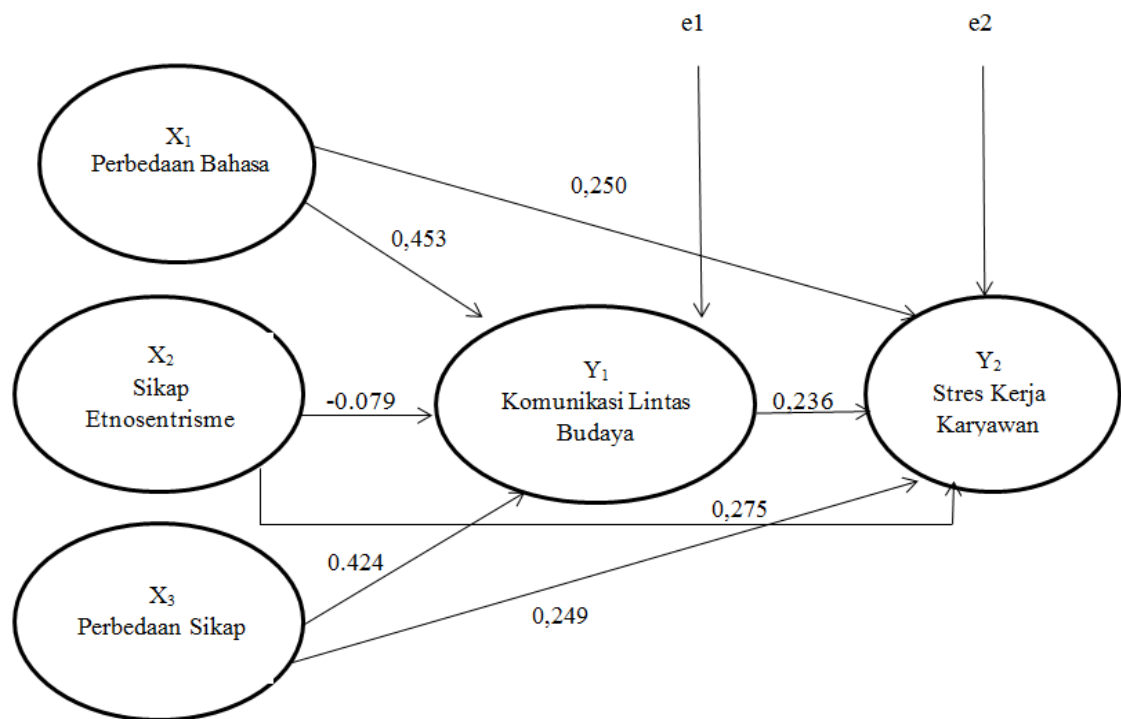 e1
e2
X₁
Perbedaan Bahasa
0,250
0,453
X₂
Sikap
Etnosentrisme
-0.079
Y₁
Komunikasi Lintas
Budaya
0,236
Y₂
Stres Kerja
Karyawan
0,275
0.424
X₃
Perbedaan Sikap
0,249